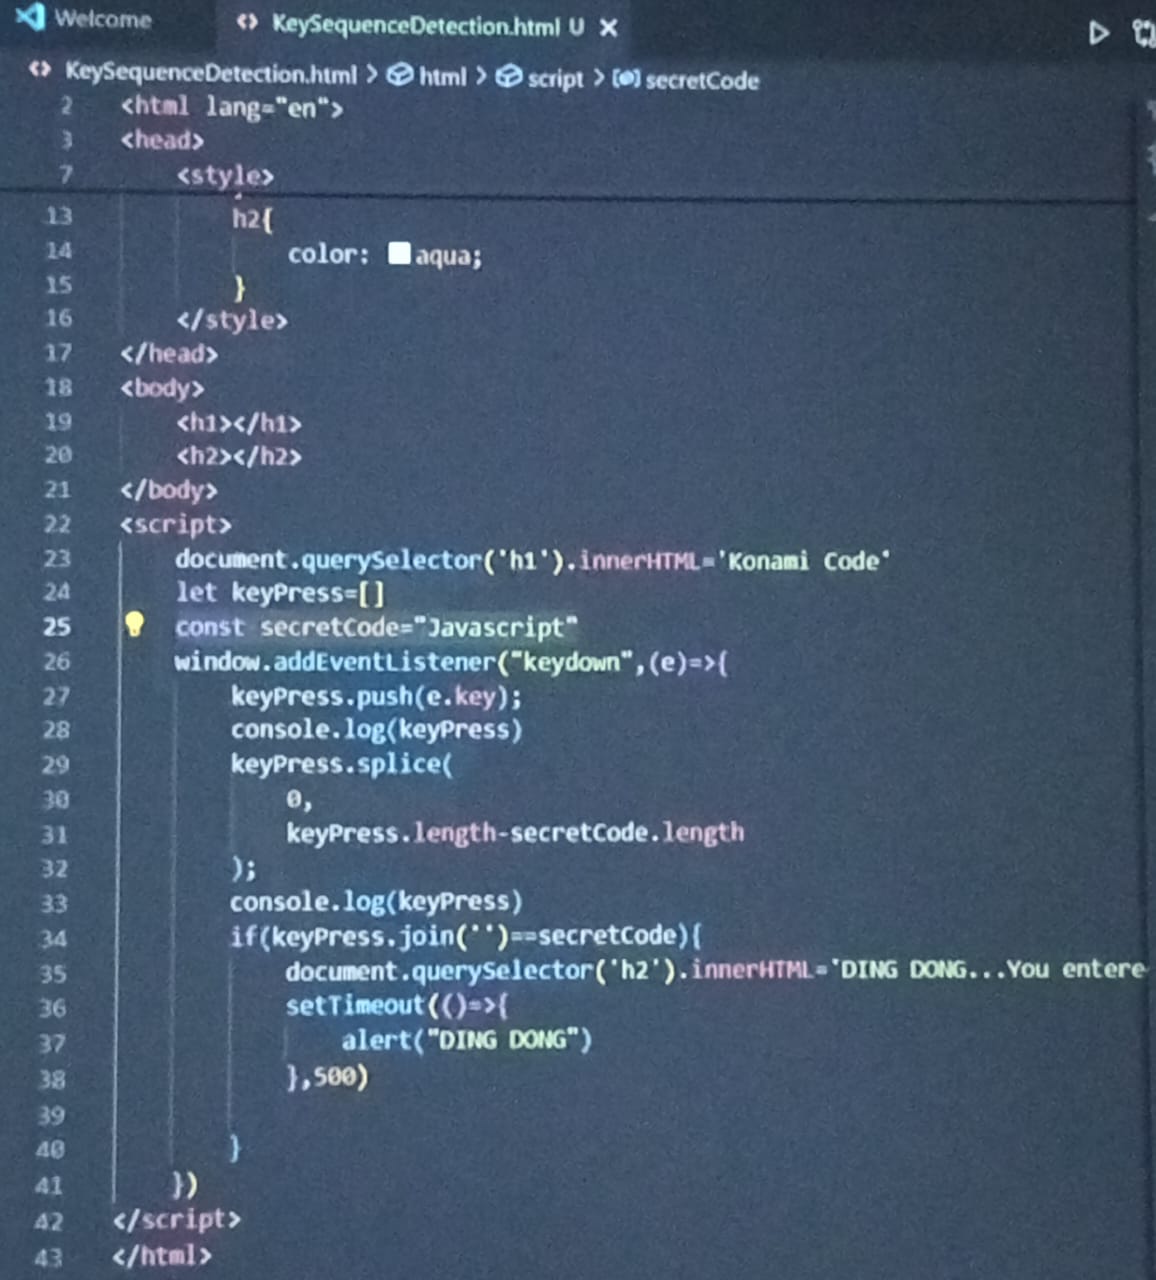 Welcome
KeySequenceDetection.html U
KeySequenceDetection.html > html > script > secretCode
2 <html lang="en">
3 <head>
7 <style>
13 h2{
14 color: aqua;
15 }
16 </style>
17 </head>
18 <body>
19 <h1></h1>
20 <h2></h2>
21 </body>
22 <script>
23 document.querySelector('h1').innerHTML='Konami Code'
24 let keyPress=[]
25 const secretCode="Javascript"
26 window.addEventListener("keydown",(e)=>{
27 keyPress.push(e.key);
28 console.log(keyPress)
29 keyPress.splice(
30 0,
31 keyPress.length-secretCode.length
32 );
33 console.log(keyPress)
34 if(keyPress.join('')==secretCode){
35 document.querySelector('h2').innerHTML='DING DONG...You entere
36 setTimeout(()=>{
37 alert("DING DONG")
38 },500)
39
40 }
41 })
42 </script>
43 </html>